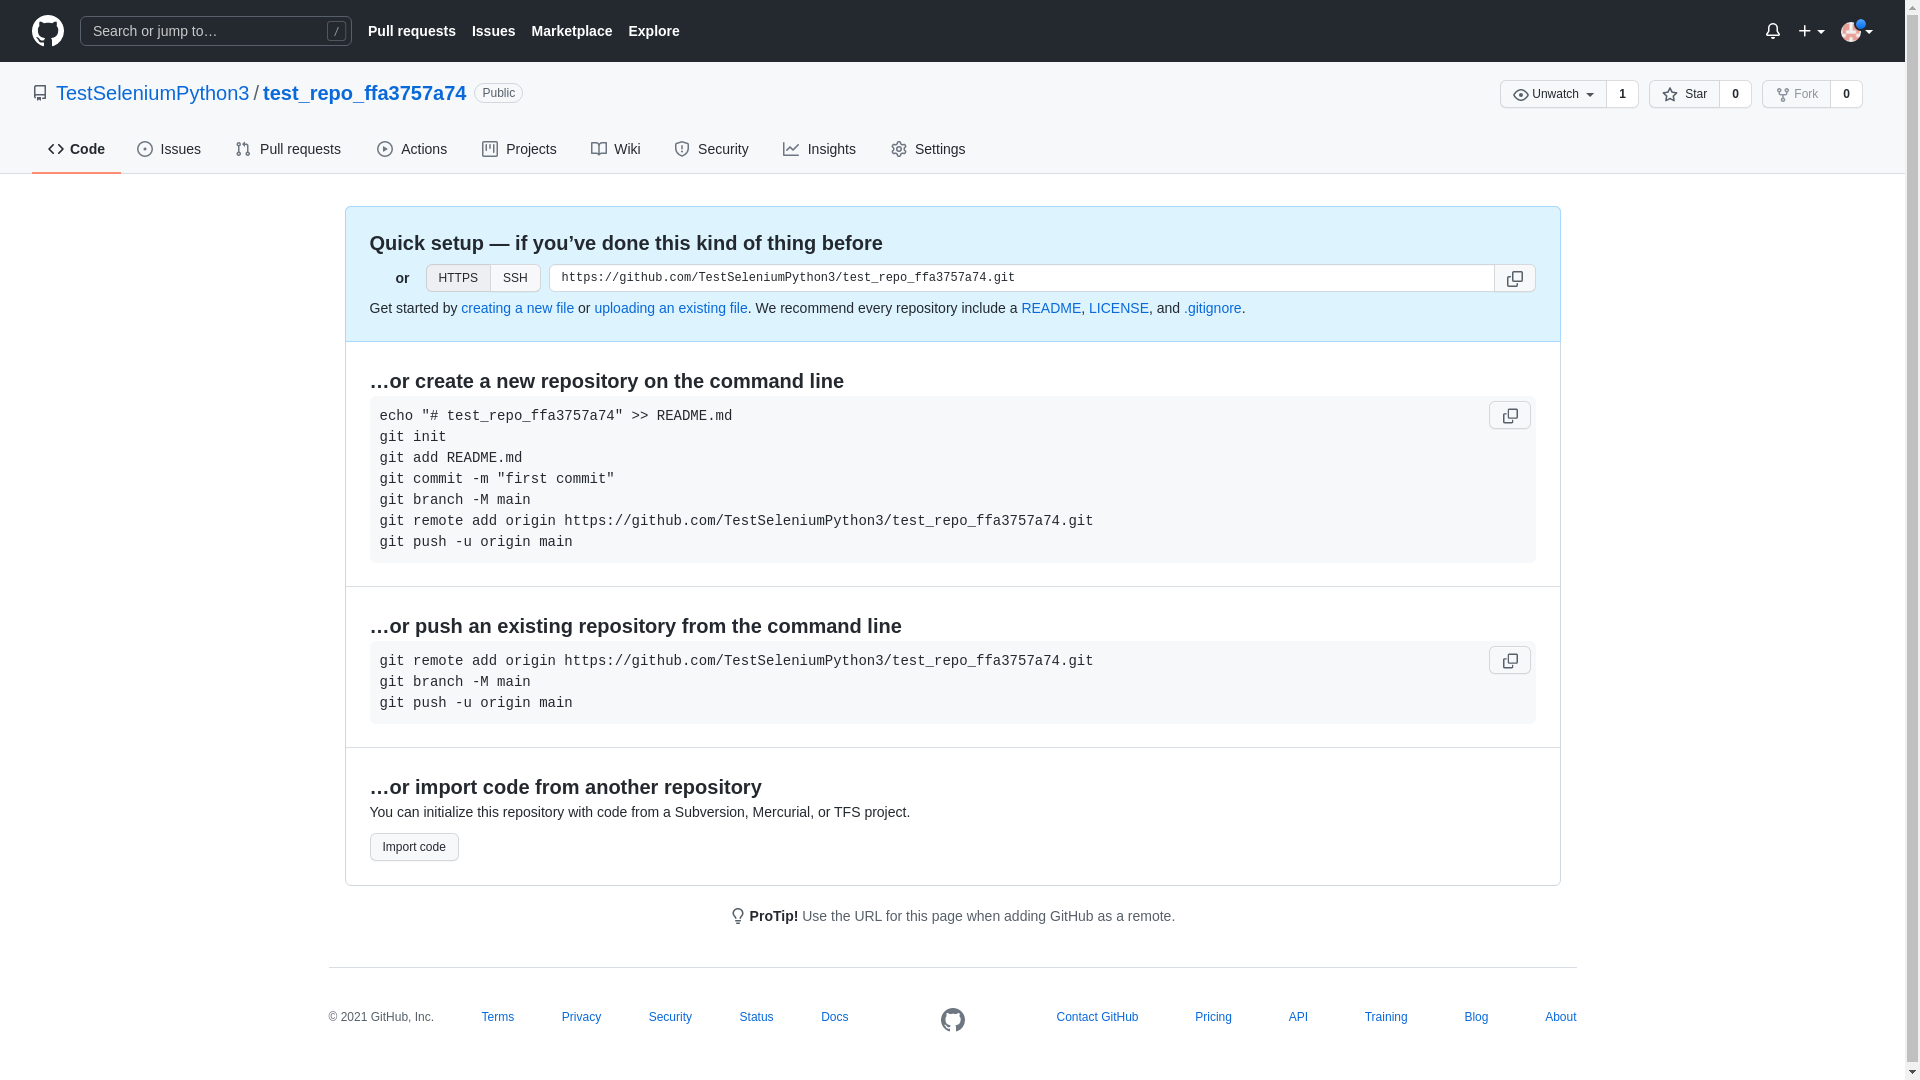 Search or jump to… /
Pull requests Issues Marketplace Explore
TestSeleniumPython3 / test_repo_ffa3757a74 Public
Unwatch 1 Star 0 Fork 0
Code Issues Pull requests Actions Projects Wiki Security Insights Settings
Quick setup — if you’ve done this kind of thing before
or HTTPS SSH https://github.com/TestSeleniumPython3/test_repo_ffa3757a74.git
Get started by creating a new file or uploading an existing file. We recommend every repository include a README, LICENSE, and .gitignore.
…or create a new repository on the command line
echo "# test_repo_ffa3757a74" >> README.md
git init
git add README.md
git commit -m "first commit"
git branch -M main
git remote add origin https://github.com/TestSeleniumPython3/test_repo_ffa3757a74.git
git push -u origin main
…or push an existing repository from the command line
git remote add origin https://github.com/TestSeleniumPython3/test_repo_ffa3757a74.git
git branch -M main
git push -u origin main
…or import code from another repository
You can initialize this repository with code from a Subversion, Mercurial, or TFS project.
Import code
ProTip! Use the URL for this page when adding GitHub as a remote.
© 2021 GitHub, Inc. Terms Privacy Security Status Docs Contact GitHub Pricing API Training Blog About